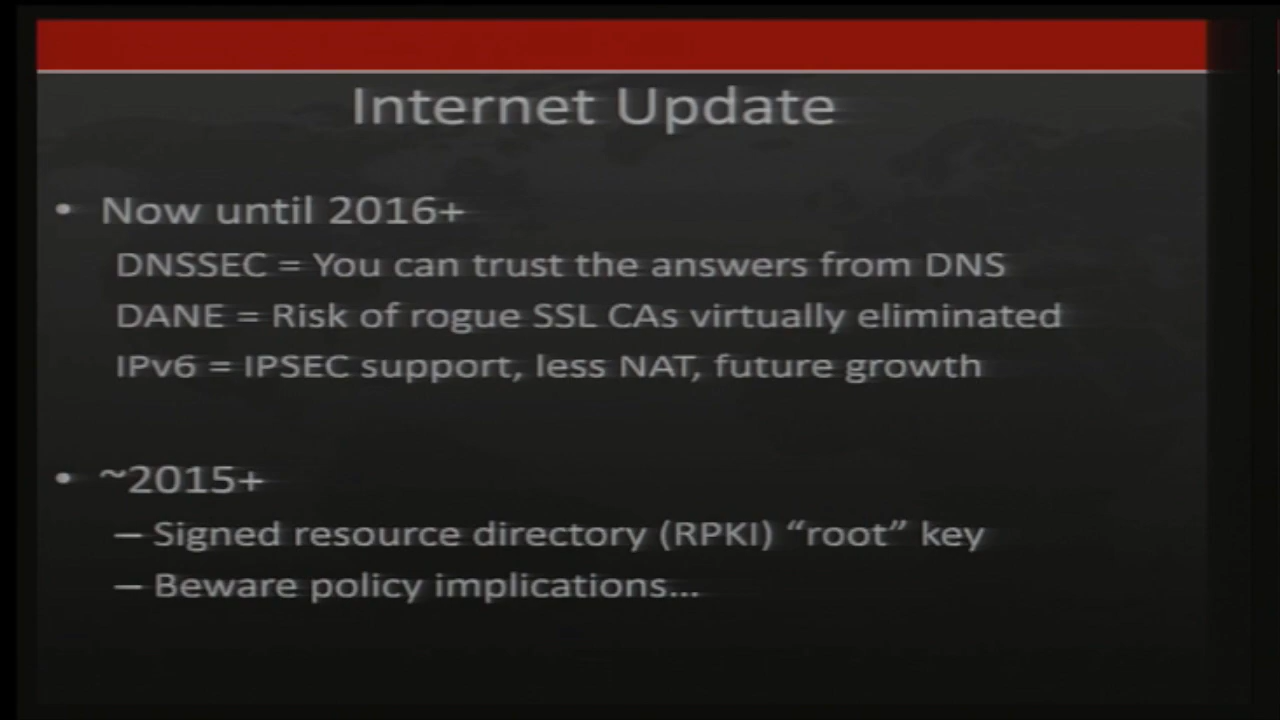 Internet Update
• Now until 2016+
DNSSEC = You can trust the answers from DNS
DANE = Risk of rogue SSL CAs virtually eliminated
IPv6 = IPSEC support, less NAT, future growth
• ~2015+
– Signed resource directory (RPKI) “root” key
– Beware policy implications...